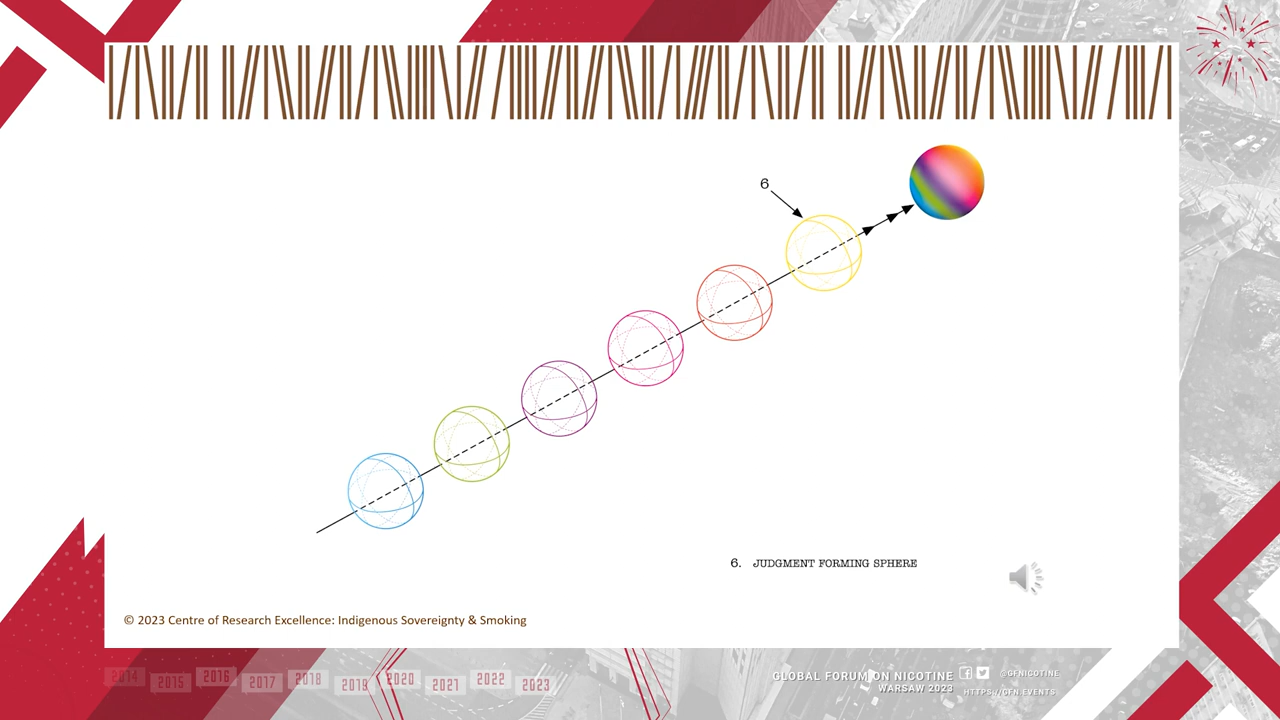 6
6. JUDGMENT FORMING SPHERE
© 2023 Centre of Research Excellence: Indigenous Sovereignty & Smoking
2014 2015 2016 2017 2018 2019 2020 2021 2022 2023
GLOBAL FORUM ON NICOTINE
WARSAW 2023
@GFNICOTINE
HTTPS://GFN.EVENTS